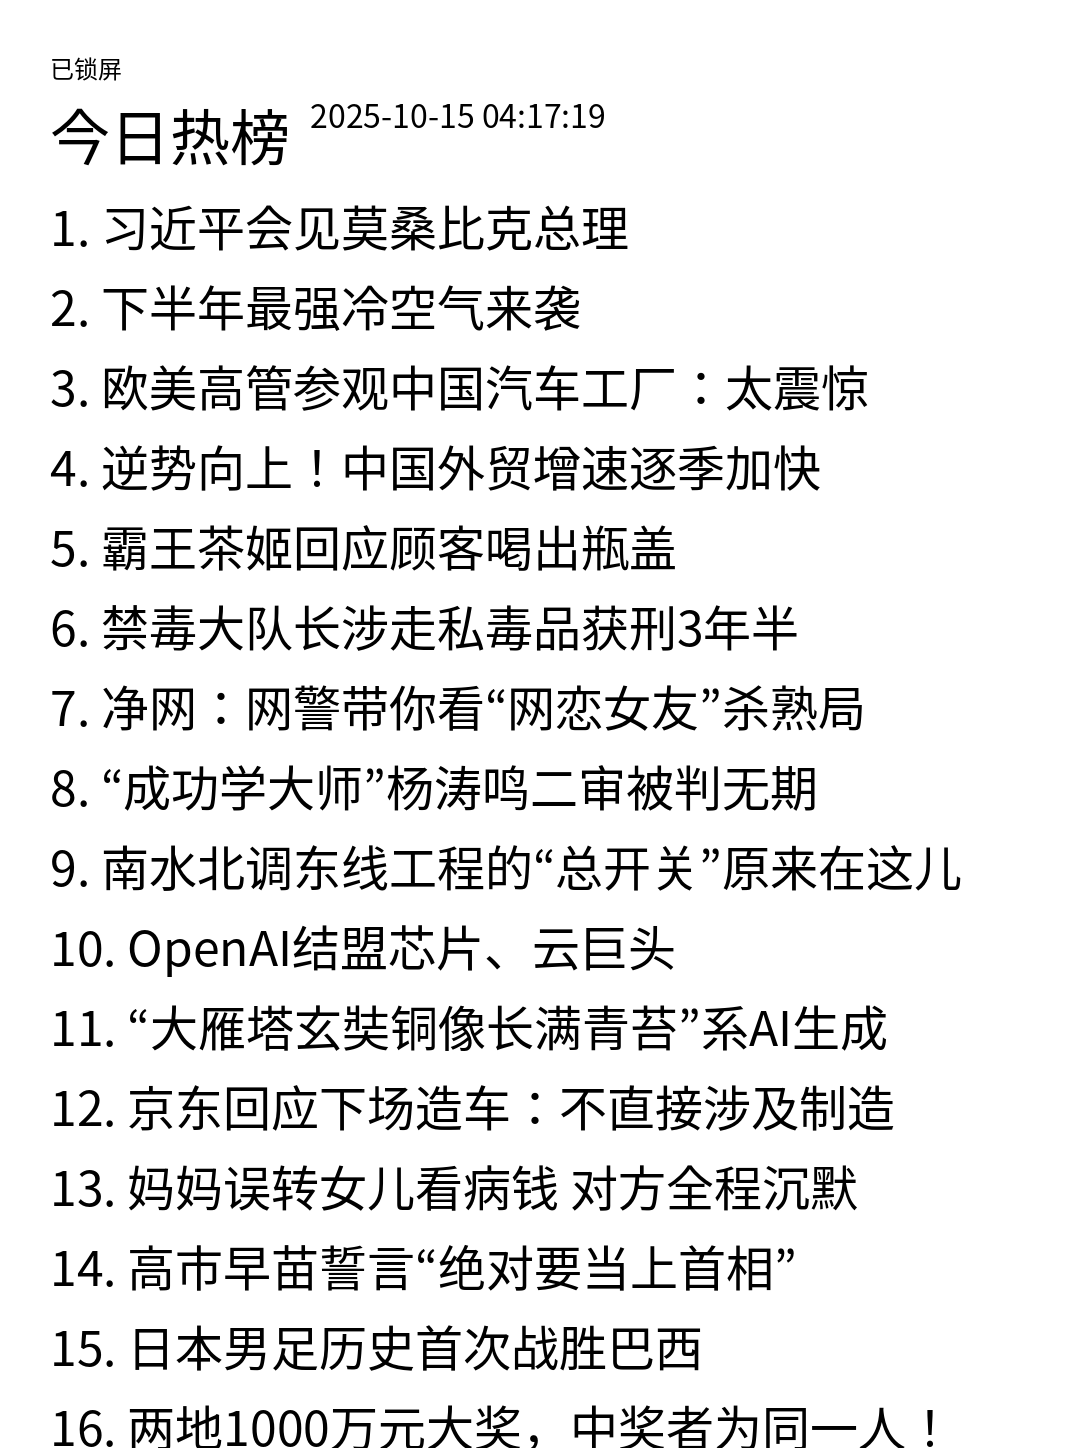 已锁屏
今日热榜 2025-10-15 04:17:19
1. 习近平会见莫桑比克总理
2. 下半年最强冷空气来袭
3. 欧美高管参观中国汽车工厂：太震惊
4. 逆势向上！中国外贸增速逐季加快
5. 霸王茶姬回应顾客喝出瓶盖
6. 禁毒大队长涉走私毒品获刑3年半
7. 净网：网警带你看“网恋女友”杀熟局
8. “成功学大师”杨涛鸣二审被判无期
9. 南水北调东线工程的“总开关”原来在这儿
10. OpenAI结盟芯片、云巨头
11. “大雁塔玄奘铜像长满青苔”系AI生成
12. 京东回应下场造车：不直接涉及制造
13. 妈妈误转女儿看病钱 对方全程沉默
14. 高市早苗誓言“绝对要当上首相”
15. 日本男足历史首次战胜巴西
16. 两地1000万元大奖，中奖者为同一人！